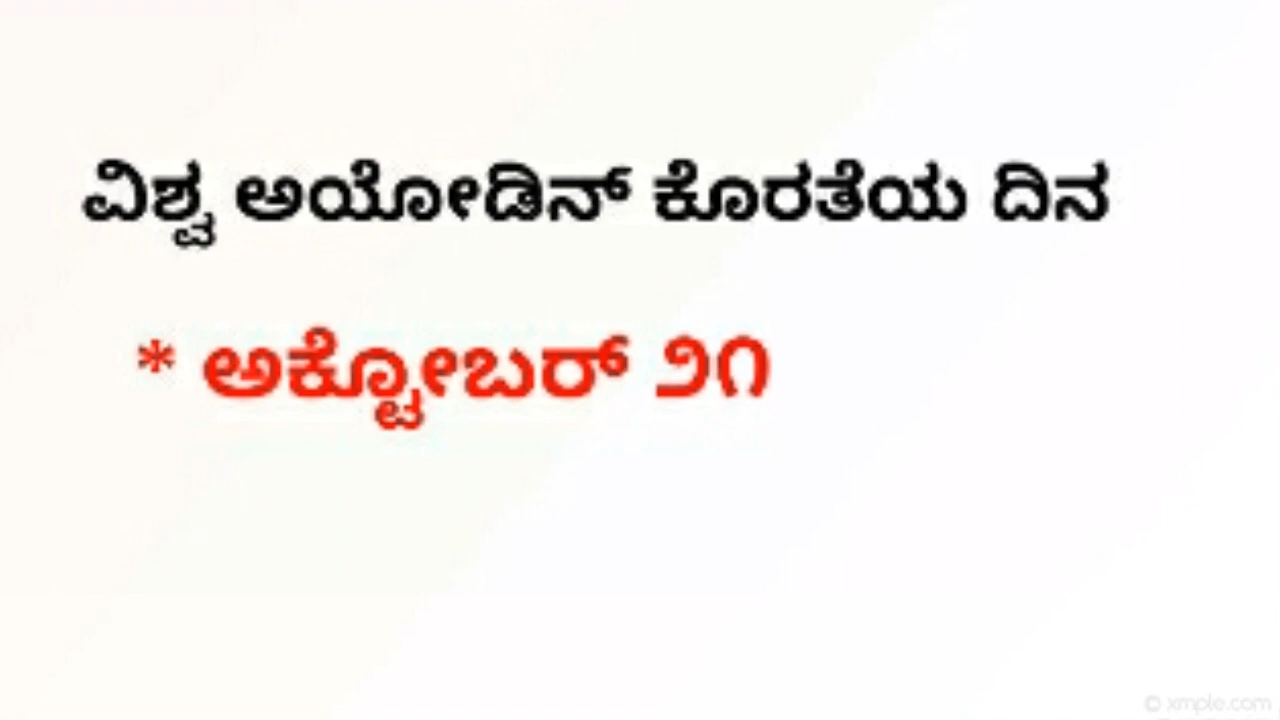 ವಿಶ್ವ ಅಯೋಡಿನ್ ಕೊರತೆಯ ದಿನ
* ಅಕ್ಟೋಬರ್ ೨೧
© xmple.com